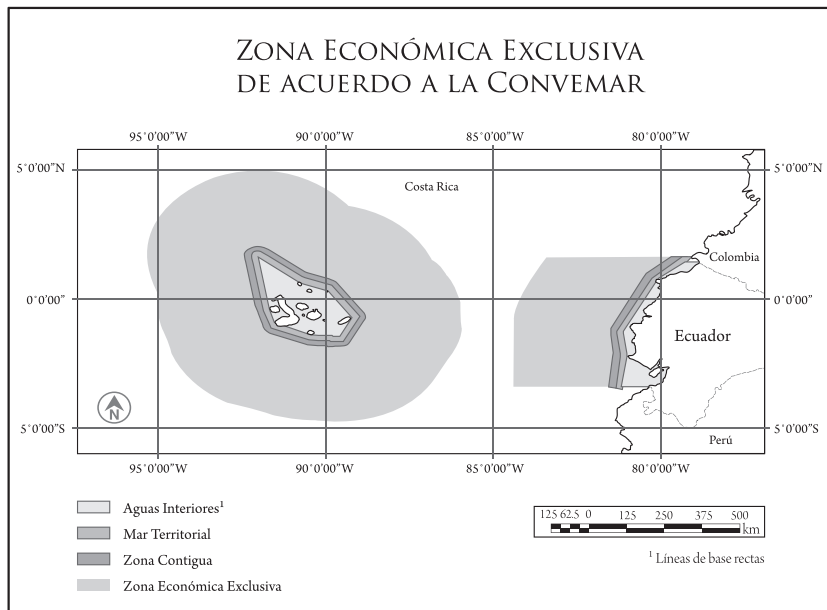 Zona Económica Exclusiva
de acuerdo a la Convemar
95°0'00"W 90°0'00"W 85°0'00"W 80°0'00"W
5°0'00"N 5°0'00"N
Costa Rica
Colombia
0°0'00" 0°0'00"
Ecuador
N
5°0'00"S 5°0'00"S
Perú
95°0'00"W 90°0'00"W 85°0'00"W 80°0'00"W
Aguas Interiores¹
Mar Territorial
Zona Contigua
Zona Económica Exclusiva
125 62.5 0 125 250 375 500
km
¹ Líneas de base rectas